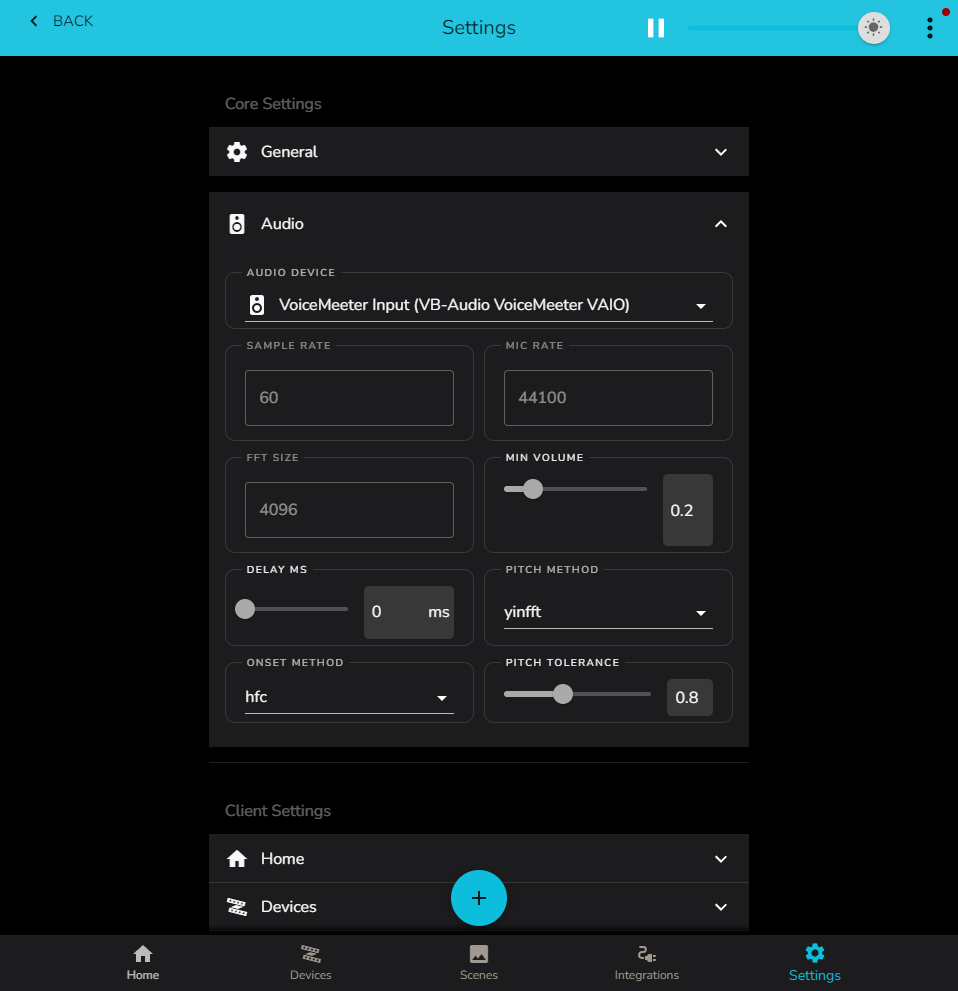 BACK
Settings
Core Settings
General
Audio
AUDIO DEVICE
VoiceMeeter Input (VB-Audio VoiceMeeter VAIO)
SAMPLE RATE
MIC RATE
60
44100
FFT SIZE
MIN VOLUME
4096
0.2
DELAY MS
PITCH METHOD
0 ms
yinfft
ONSET METHOD
PITCH TOLERANCE
hfc
0.8
Client Settings
Home
Devices
Home
Devices
Scenes
Integrations
Settings